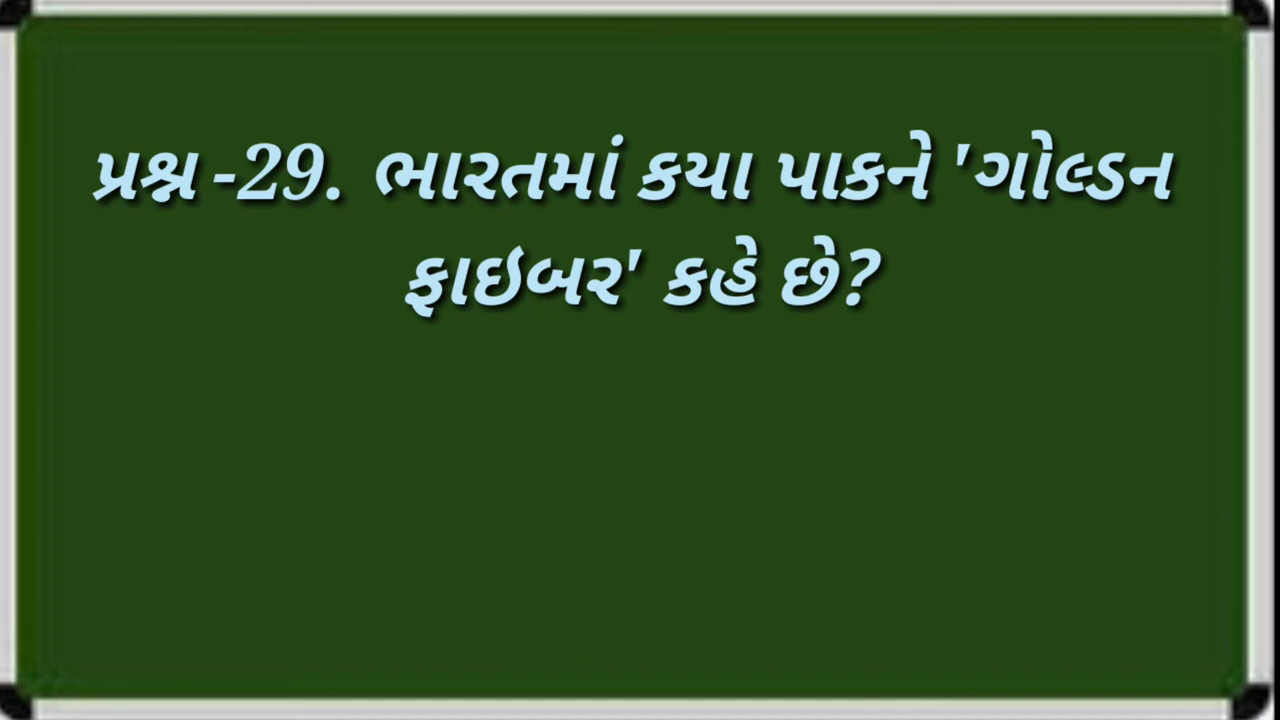 પ્રશ્ન -29. ભારતમાં કયા પાકને 'ગોલ્ડન
ફાઇબર' કહે છે?